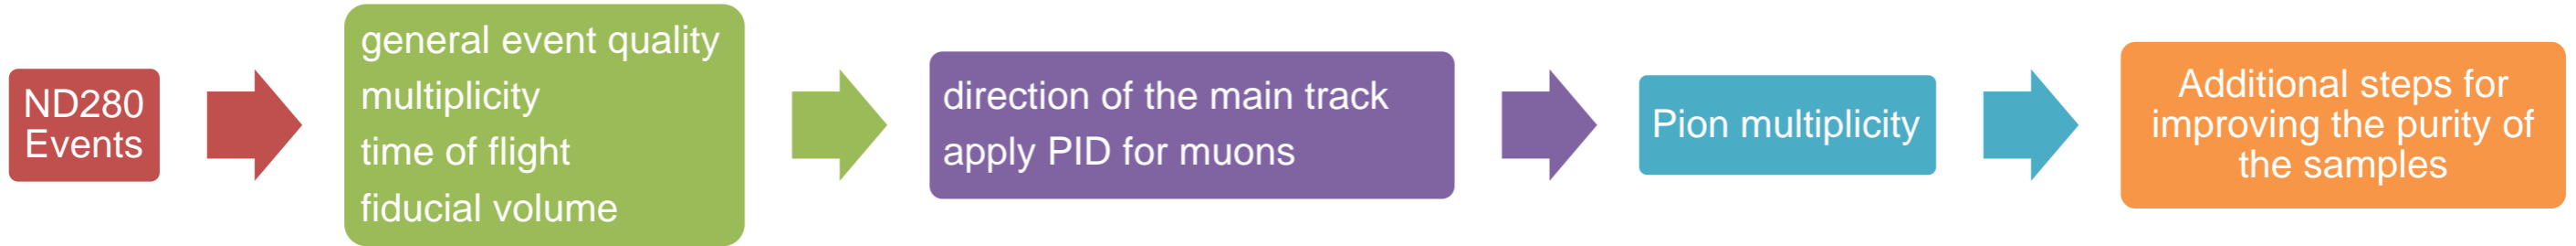 ND280
Events
general event quality
multiplicity
time of flight
fiducial volume
direction of the main track
apply PID for muons
Pion multiplicity
Additional steps for
improving the purity of
the samples